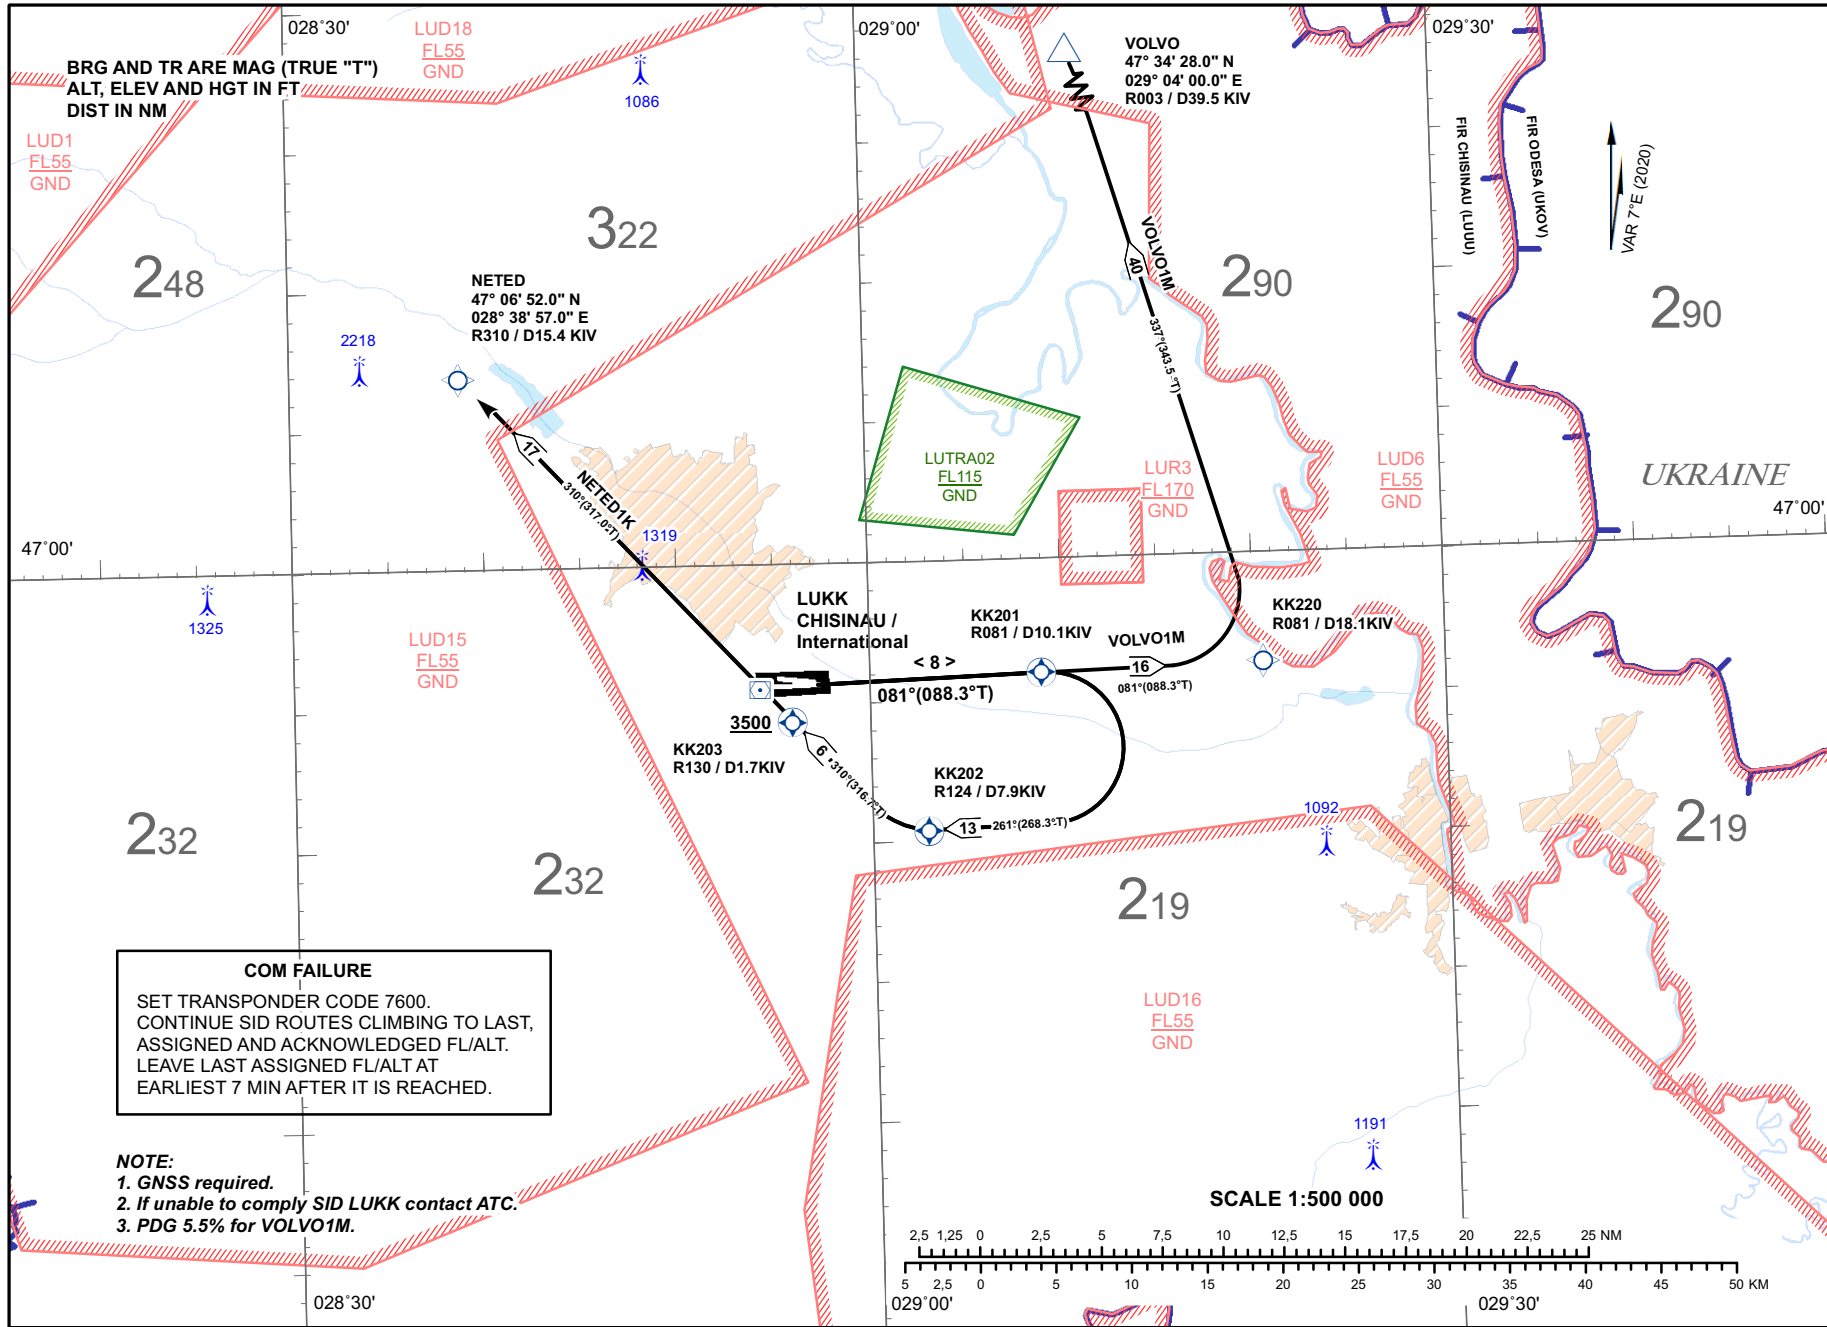 028°30'
029°00'
029°30'
BRG AND TR ARE MAG (TRUE "T")
ALT, ELEV AND HGT IN FT
DIST IN NM
LUD18
FL55
GND
1086
VOLVO
47° 34' 28.0" N
029° 04' 00.0" E
R003 / D39.5 KIV
LUD1
FL55
GND
FIR CHISINAU (LUUU)
FIR ODESA (UKOV)
VAR 7°E (2020)
248
322
290
290
NETED
47° 06' 52.0" N
028° 38' 57.0" E
R310 / D15.4 KIV
2218
VOLVO1M
40
337°(343.5°T)
17
NETED1K
310°(317.0°T)
1319
LUTRA02
FL115
GND
LUR3
FL170
GND
LUD6
FL55
GND
UKRAINE
47°00'
47°00'
1325
LUD15
FL55
GND
LUKK
CHISINAU /
International
KK201
R081 / D10.1KIV
VOLVO1M
KK220
R081 / D18.1KIV
< 8 >
081°(088.3°T)
16
081°(088.3°T)
3500
KK203
R130 / D1.7KIV
6
310°(316.7°T)
KK202
R124 / D7.9KIV
13
261°(268.3°T)
1092
232
232
219
219
COM FAILURE
SET TRANSPONDER CODE 7600.
CONTINUE SID ROUTES CLIMBING TO LAST,
ASSIGNED AND ACKNOWLEDGED FL/ALT.
LEAVE LAST ASSIGNED FL/ALT AT
EARLIEST 7 MIN AFTER IT IS REACHED.
LUD16
FL55
GND
1191
NOTE:
1. GNSS required.
2. If unable to comply SID LUKK contact ATC.
3. PDG 5.5% for VOLVO1M.
SCALE 1:500 000
2,5 1,25 0 2,5 5 7,5 10 12,5 15 17,5 20 22,5 25 NM
5 2,5 0 5 10 15 20 25 30 35 40 45 50 KM
028°30'
029°00'
029°30'